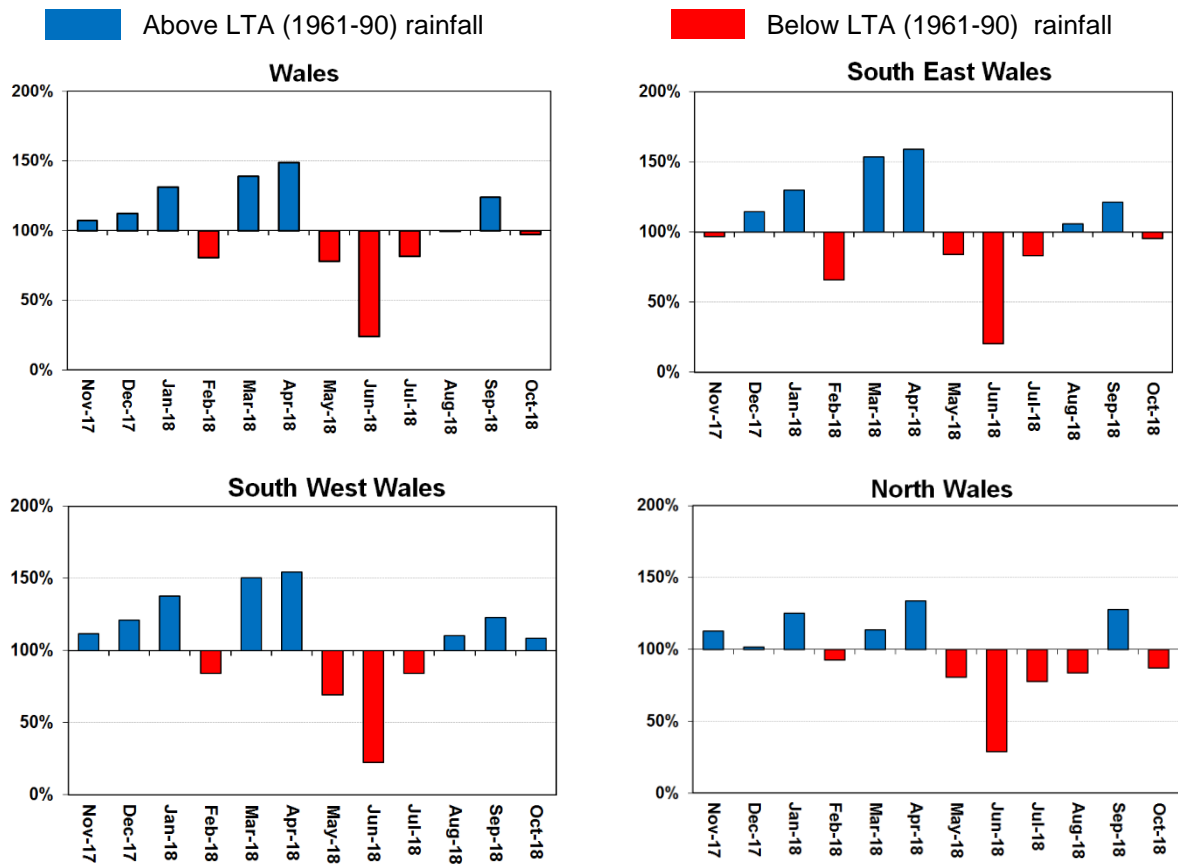 Above LTA (1961-90) rainfall
Below LTA (1961-90) rainfall
Wales
200%
150%
100%
50%
0%
Nov-17
Dec-17
Jan-18
Feb-18
Mar-18
Apr-18
May-18
Jun-18
Jul-18
Aug-18
Sep-18
Oct-18
South East Wales
200%
150%
100%
50%
0%
Nov-17
Dec-17
Jan-18
Feb-18
Mar-18
Apr-18
May-18
Jun-18
Jul-18
Aug-18
Sep-18
Oct-18
South West Wales
200%
150%
100%
50%
0%
Nov-17
Dec-17
Jan-18
Feb-18
Mar-18
Apr-18
May-18
Jun-18
Jul-18
Aug-18
Sep-18
Oct-18
North Wales
200%
150%
100%
50%
0%
Nov-17
Dec-17
Jan-18
Feb-18
Mar-18
Apr-18
May-18
Jun-18
Jul-18
Aug-18
Sep-18
Oct-18